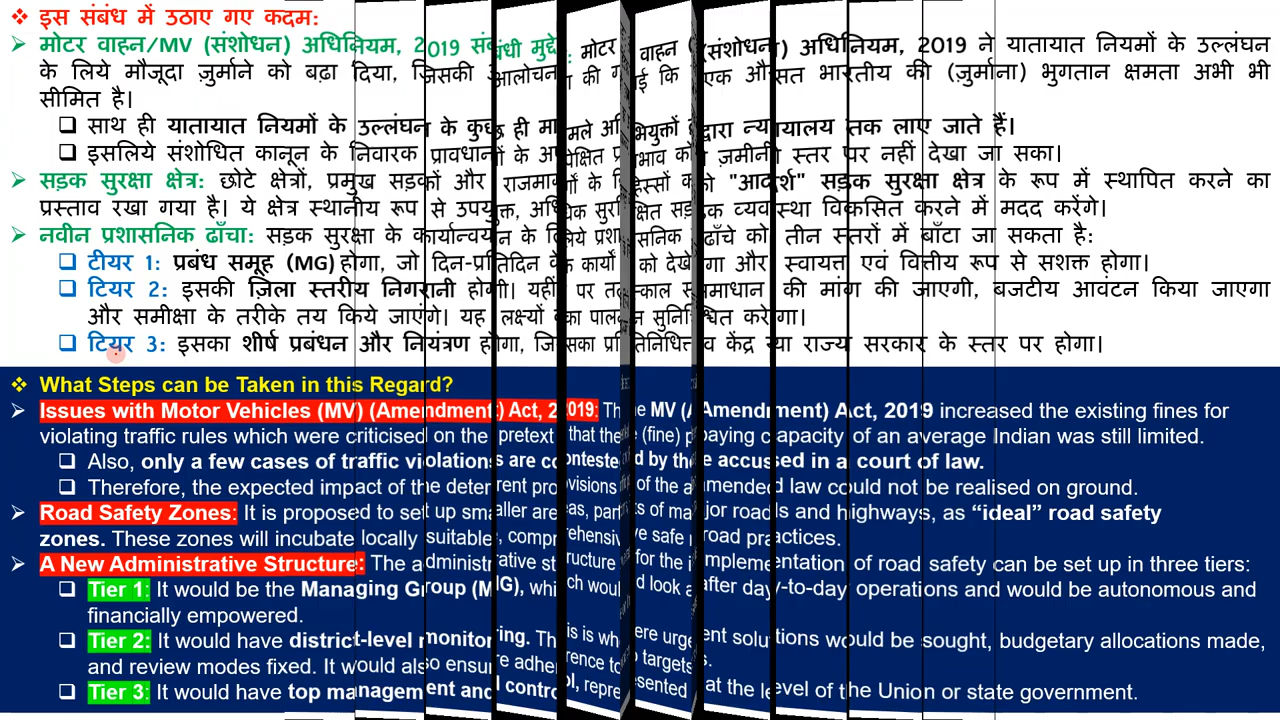 ❖ इस संबंध में उठाए गए कदम:
➢ मोटर वाहन/MV (संशोधन) अधिनियम, 2019 संबंधी मुद्दे: मोटर वाहन (संशोधन) अधिनियम, 2019 ने यातायात नियमों के उल्लंघन
के लिये मौजूदा ज़ुर्माने को बढ़ा दिया, जिसकी आलोचना की गई कि एक औसत भारतीय की (ज़ुर्माना) भुगतान क्षमता अभी भी
सीमित है।
❑ साथ ही यातायात नियमों के उल्लंघन के कुछ ही मामले अभियुक्तों द्वारा न्यायालय तक लाए जाते हैं।
❑ इसलिये संशोधित कानून के निवारक प्रावधानों के अपेक्षित प्रभाव को ज़मीनी स्तर पर नहीं देखा जा सका।
➢ सड़क सुरक्षा क्षेत्र: छोटे क्षेत्रों, प्रमुख सड़कों और राजमार्गों के हिस्सों को "आदर्श" सड़क सुरक्षा क्षेत्र के रूप में स्थापित करने का
प्रस्ताव रखा गया है। ये क्षेत्र स्थानीय रूप से उपयुक्त, अधिक सुरक्षित सड़क व्यवस्था विकसित करने में मदद करेंगे।
➢ नवीन प्रशासनिक ढाँचा: सड़क सुरक्षा के कार्यान्वयन के लिये प्रशासनिक ढाँचे को तीन स्तरों में बाँटा जा सकता है:
❑ टीयर 1: प्रबंध समूह (MG) होगा, जो दिन-प्रतिदिन के कार्यों को देखेगा और स्वायत्त एवं वित्तीय रूप से सशक्त होगा।
❑ टियर 2: इसकी ज़िला स्तरीय निगरानी होगी। यहीं पर तत्काल समाधान की मांग की जाएगी, बजटीय आवंटन किया जाएगा
और समीक्षा के तरीके तय किये जाएंगे। यह लक्ष्यों का पालन सुनिश्चित करेगा।
❑ टियर 3: इसका शीर्ष प्रबंधन और नियंत्रण होगा, जिसका प्रतिनिधित्व केंद्र या राज्य सरकार के स्तर पर होगा।
❖ What Steps can be Taken in this Regard?
➢ Issues with Motor Vehicles (MV) (Amendment) Act, 2019: The MV (Amendment) Act, 2019 increased the existing fines for
violating traffic rules which were criticised on the pretext that the (fine) paying capacity of an average Indian was still limited.
❑ Also, only a few cases of traffic violations are contested by the accused in a court of law.
❑ Therefore, the expected impact of the deterrent provisions of the amended law could not be realised on ground.
➢ Road Safety Zones: It is proposed to set up smaller areas, parts of major roads and highways, as “ideal” road safety
zones. These zones will incubate locally suitable, comprehensive safe road practices.
➢ A New Administrative Structure: The administrative structure for the implementation of road safety can be set up in three tiers:
❑ Tier 1: It would be the Managing Group (MG), which would look after day-to-day operations and would be autonomous and
financially empowered.
❑ Tier 2: It would have district-level monitoring. This is where urgent solutions would be sought, budgetary allocations made,
and review modes fixed. It would also ensure adherence to targets.
❑ Tier 3: It would have top management and control, represented at the level of the Union or state government.